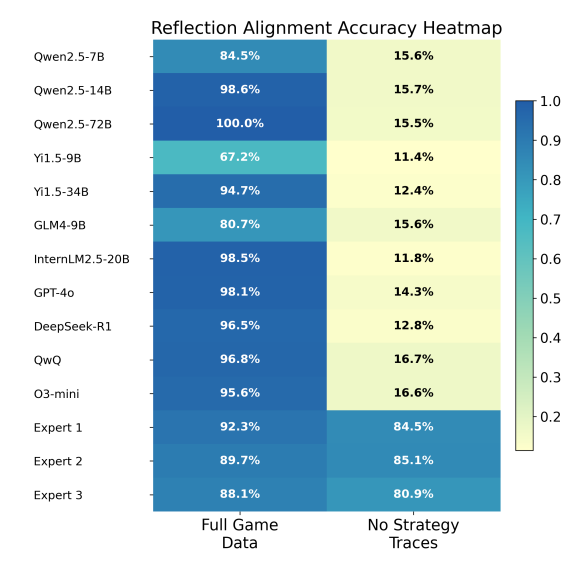 Reflection Alignment Accuracy Heatmap
Qwen2.5-7B 84.5% 15.6%
Qwen2.5-14B 98.6% 15.7%
Qwen2.5-72B 100.0% 15.5%
Yi1.5-9B 67.2% 11.4%
Yi1.5-34B 94.7% 12.4%
GLM4-9B 80.7% 15.6%
InternLM2.5-20B 98.5% 11.8%
GPT-4o 98.1% 14.3%
DeepSeek-R1 96.5% 12.8%
QwQ 96.8% 16.7%
O3-mini 95.6% 16.6%
Expert 1 92.3% 84.5%
Expert 2 89.7% 85.1%
Expert 3 88.1% 80.9%
Full Game
Data
No Strategy
Traces
1.0
0.9
0.8
0.7
0.6
0.5
0.4
0.3
0.2